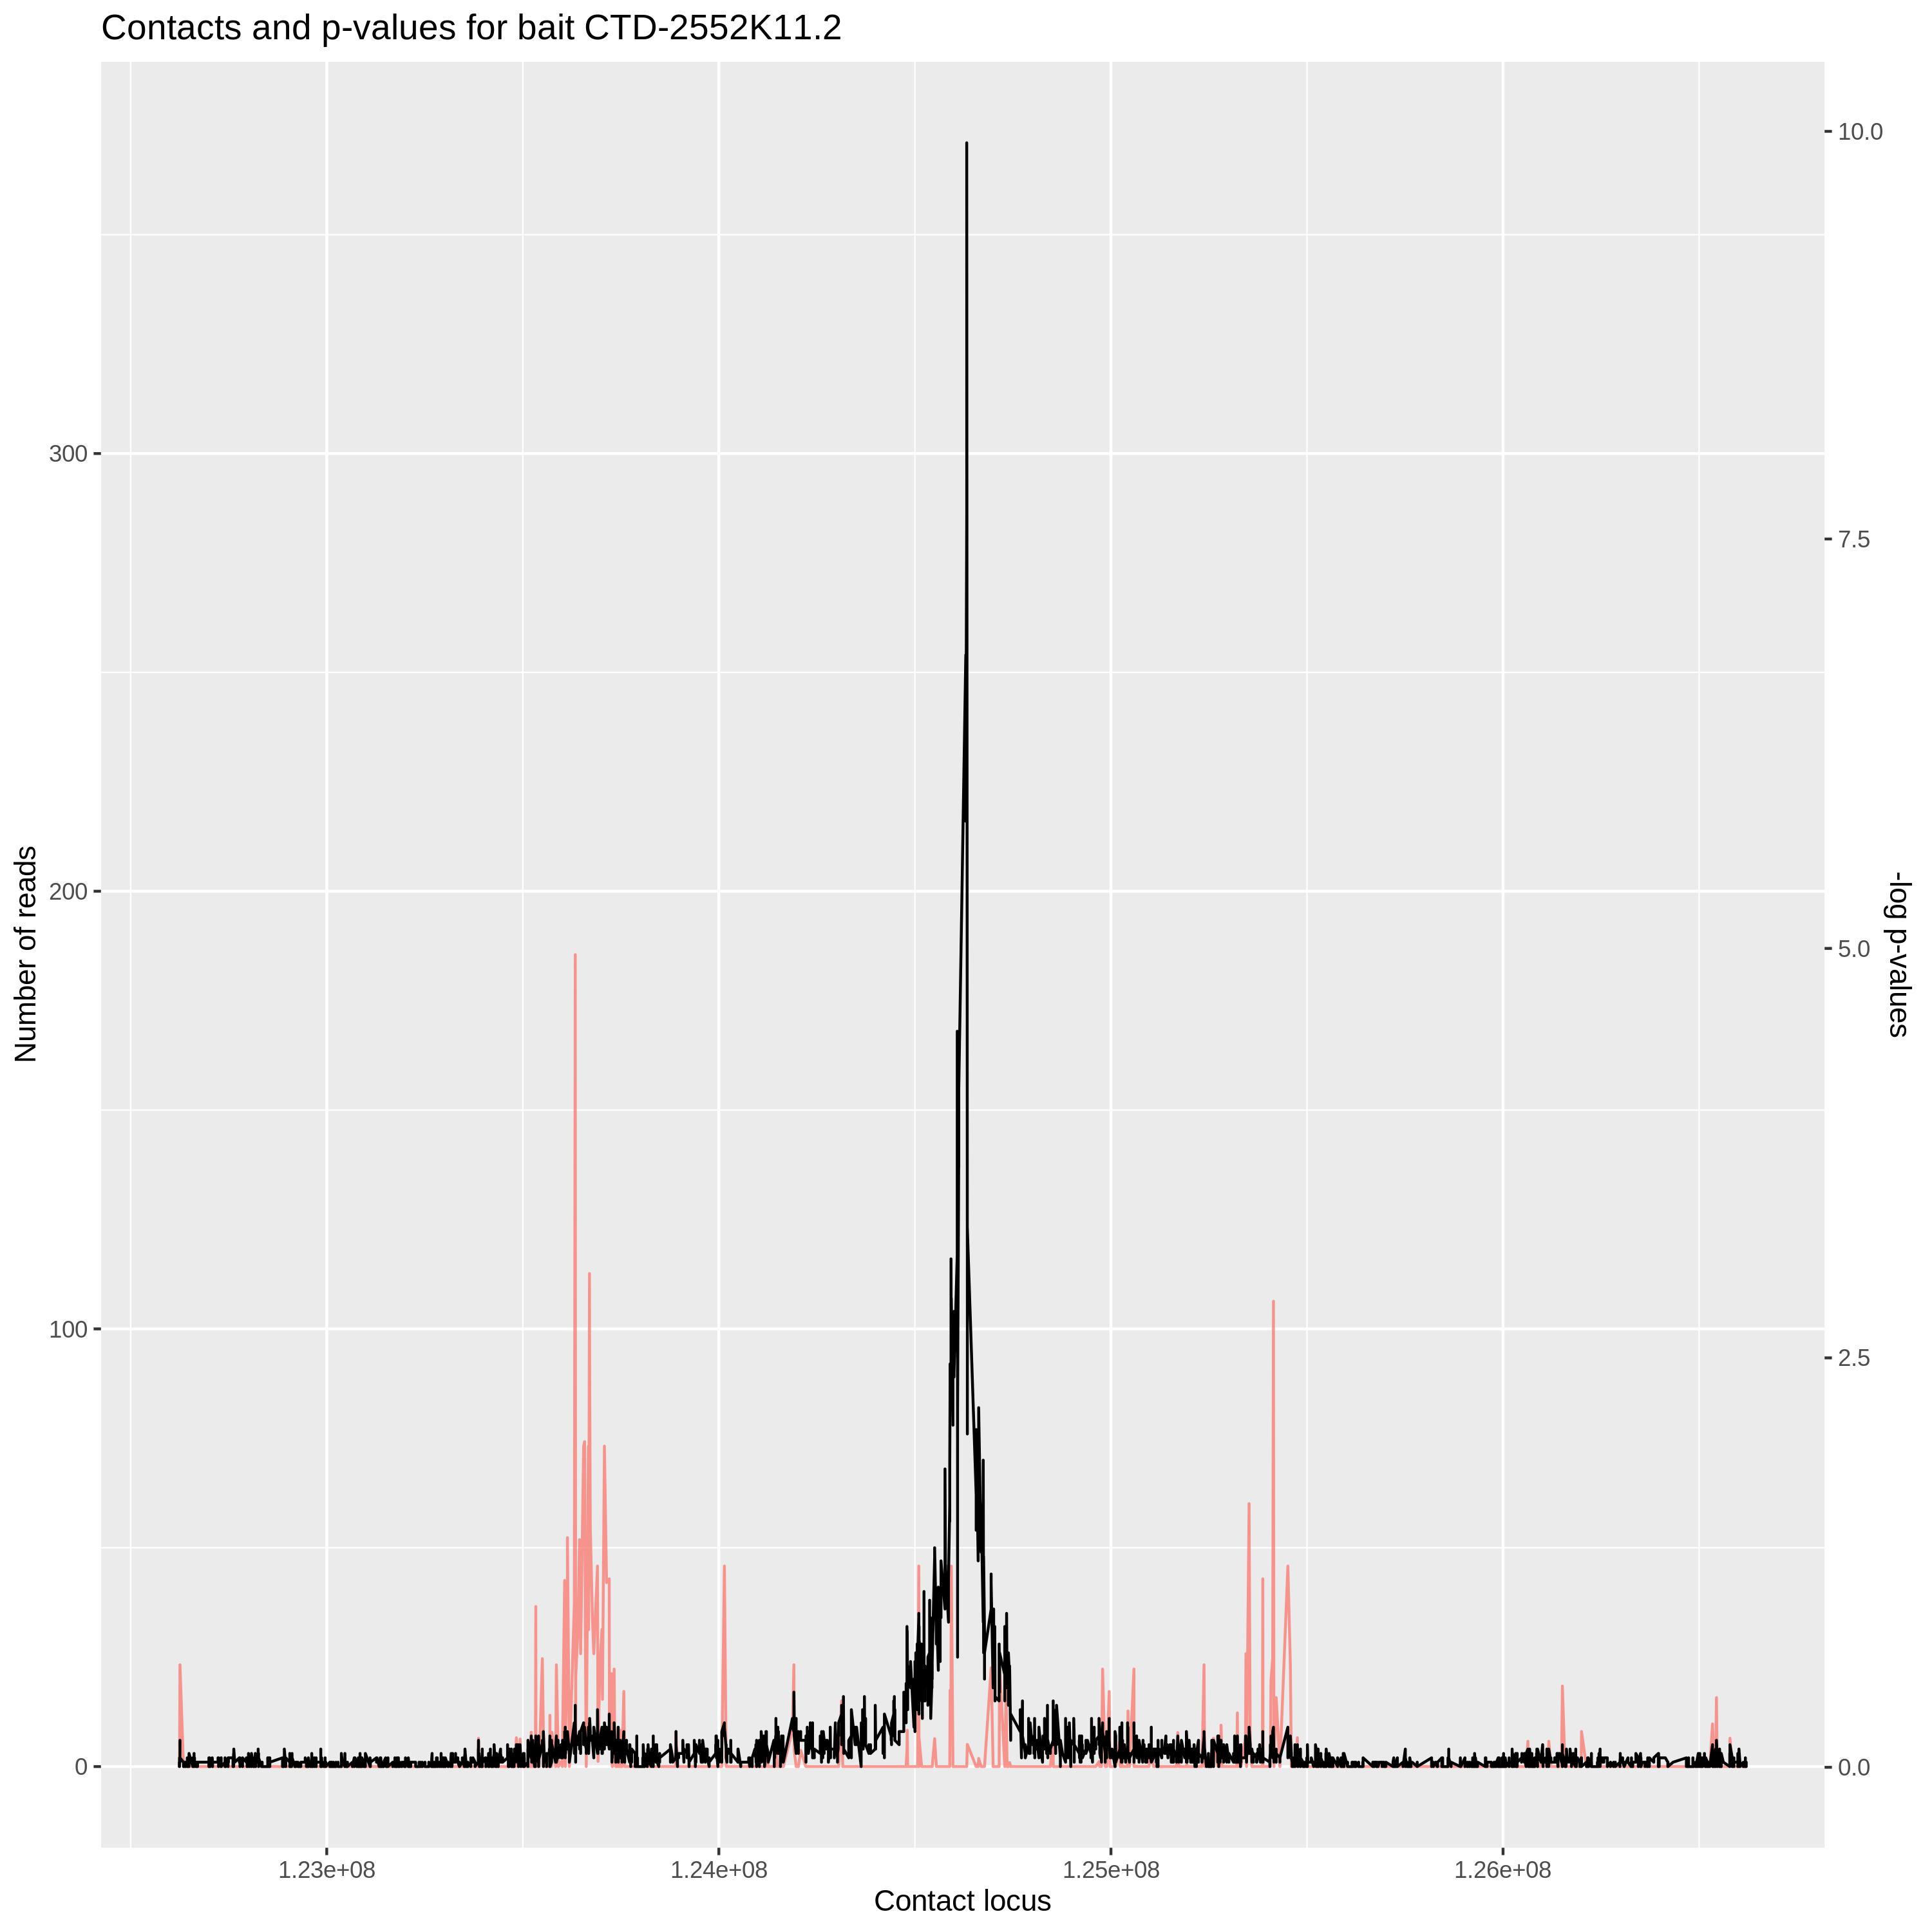 Contacts and p-values for bait CTD-2552K11.2
Number of reads
300
200
100
0
10.0
7.5
5.0
2.5
0.0
-log p-values
1.23e+08
1.24e+08
1.25e+08
1.26e+08
Contact locus